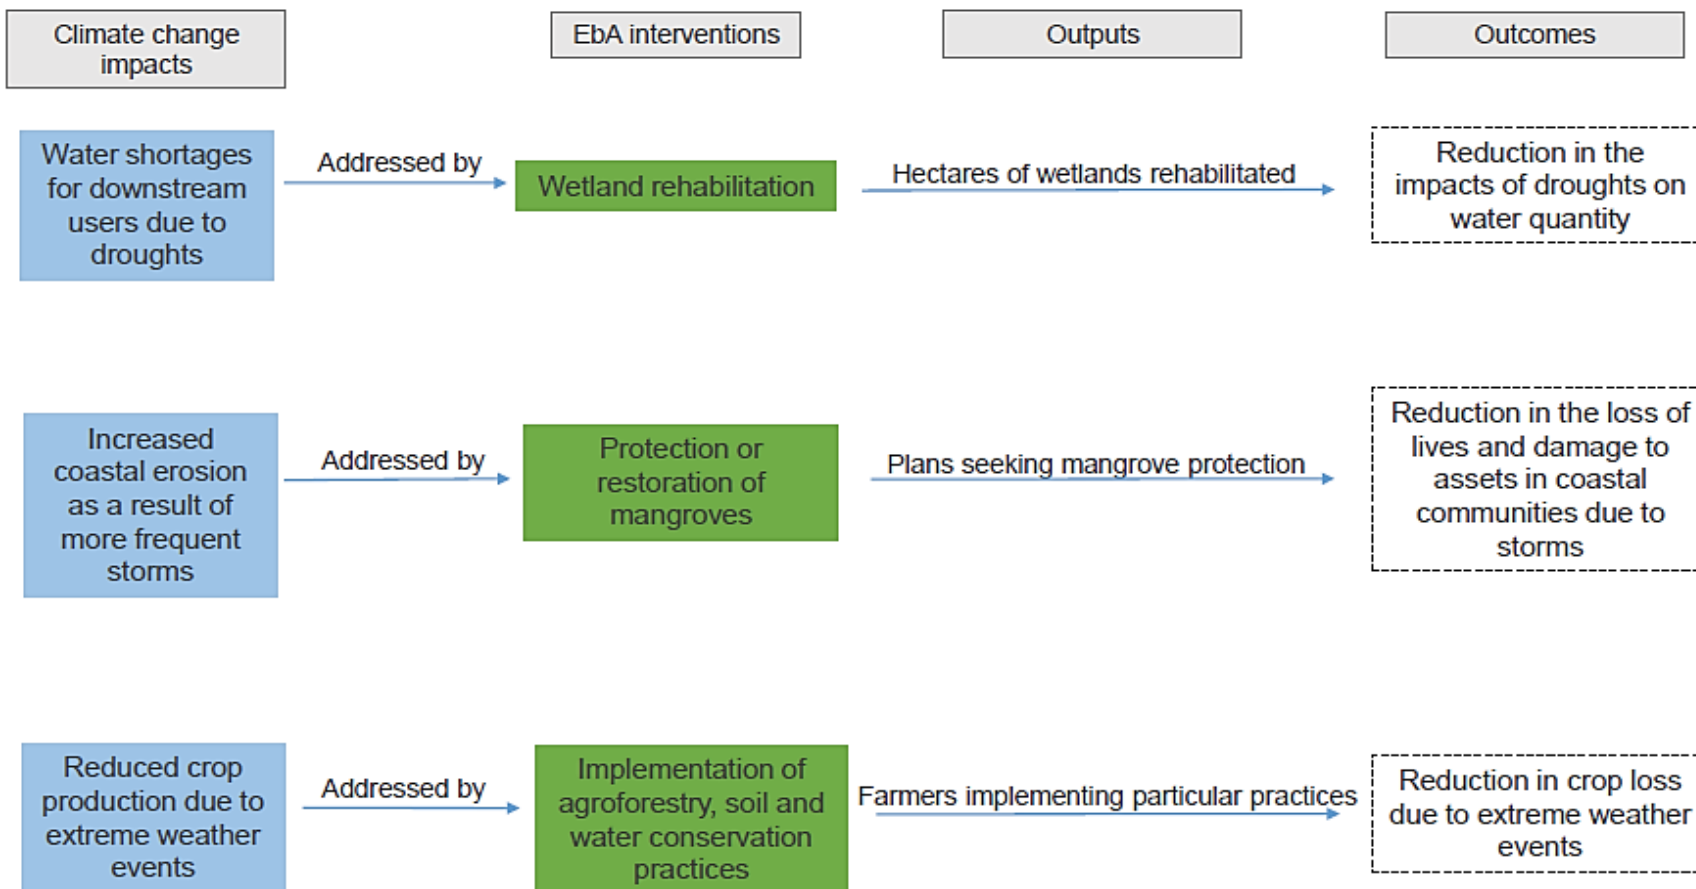 Climate change
impacts
EbA interventions
Outputs
Outcomes
Water shortages
for downstream
users due to
droughts
Addressed by
Wetland rehabilitation
Hectares of wetlands rehabilitated
Reduction in the
impacts of droughts on
water quantity
Increased
coastal erosion
as a result of
more frequent
storms
Addressed by
Protection or
restoration of
mangroves
Plans seeking mangrove protection
Reduction in the loss of
lives and damage to
assets in coastal
communities due to
storms
Reduced crop
production due to
extreme weather
events
Addressed by
Implementation of
agroforestry, soil and
water conservation
practices
Farmers implementing particular practices
Reduction in crop loss
due to extreme weather
events